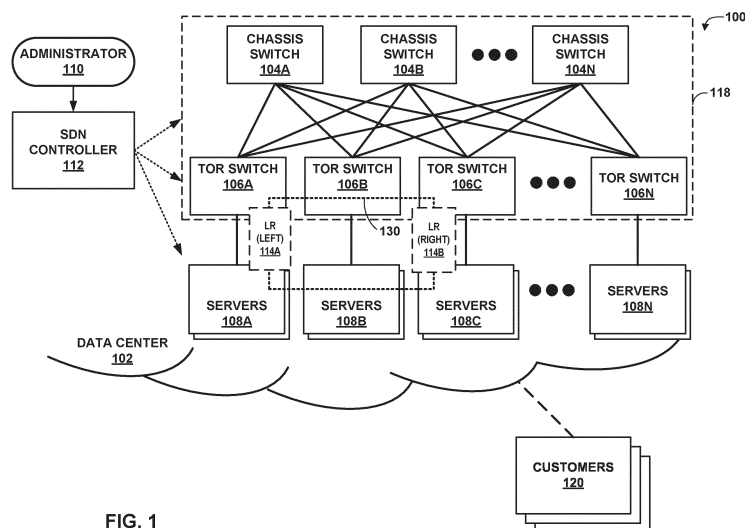 100
ADMINISTRATOR
110
SDN
CONTROLLER
112
CHASSIS
SWITCH
104A
CHASSIS
SWITCH
104B
CHASSIS
SWITCH
104N
118
TOR SWITCH
106A
TOR SWITCH
106B
TOR SWITCH
106C
TOR SWITCH
106N
LR
(LEFT)
114A
130
LR
(RIGHT)
114B
SERVERS
108A
SERVERS
108B
SERVERS
108C
SERVERS
108N
DATA CENTER
102
CUSTOMERS
120
FIG. 1